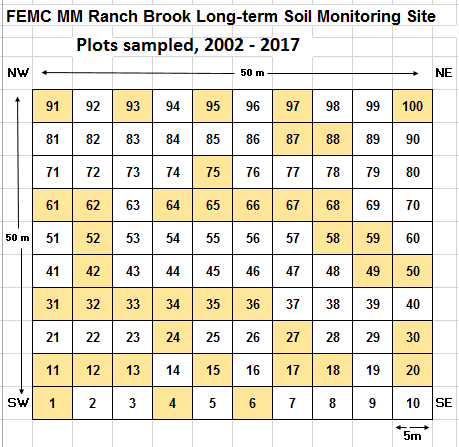 FEMC MM Ranch Brook Long-term Soil Monitoring Site
Plots sampled, 2002 - 2017
NW 50 m NE
91 92 93 94 95 96 97 98 99 100
81 82 83 84 85 86 87 88 89 90
71 72 73 74 75 76 77 78 79 80
61 62 63 64 65 66 67 68 69 70
50 m 51 52 53 54 55 56 57 58 59 60
41 42 43 44 45 46 47 48 49 50
31 32 33 34 35 36 37 38 39 40
21 22 23 24 25 26 27 28 29 30
11 12 13 14 15 16 17 18 19 20
SW 1 2 3 4 5 6 7 8 9 10 SE
5m